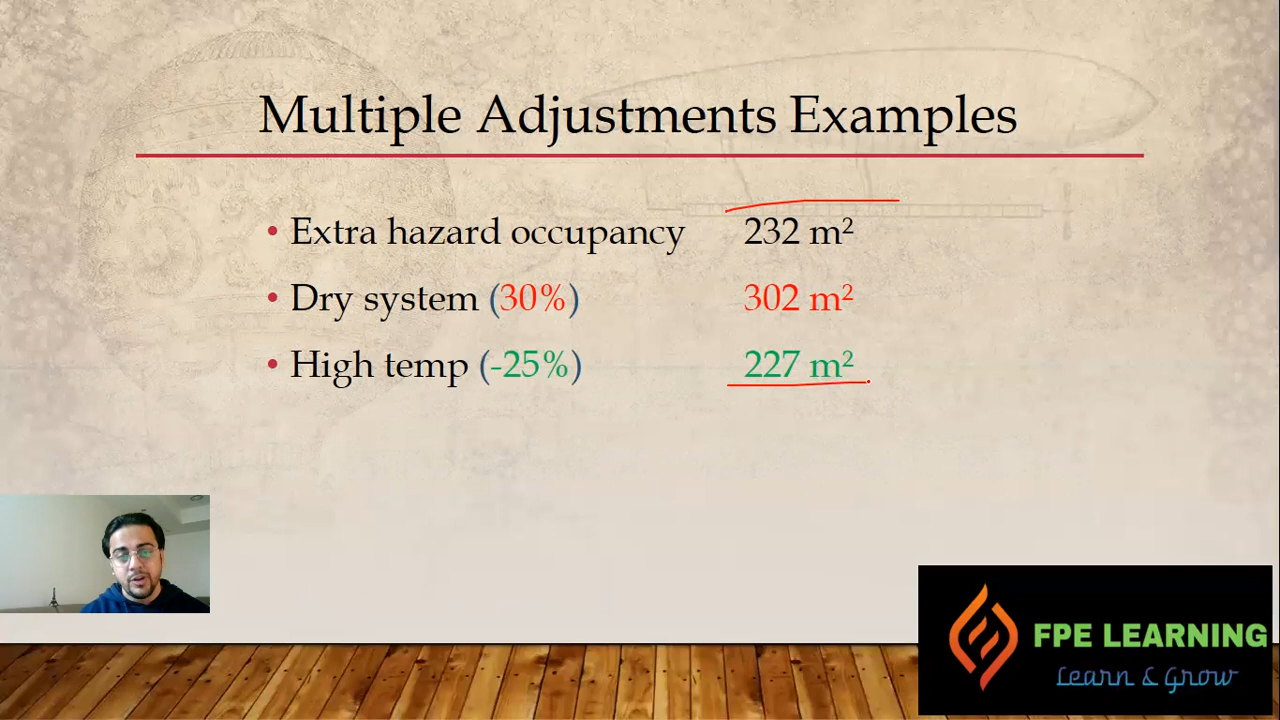 Multiple Adjustments Examples
• Extra hazard occupancy 232 m²
• Dry system (30%) 302 m²
• High temp (-25%) 227 m²
FPE LEARNING
Learn & Grow